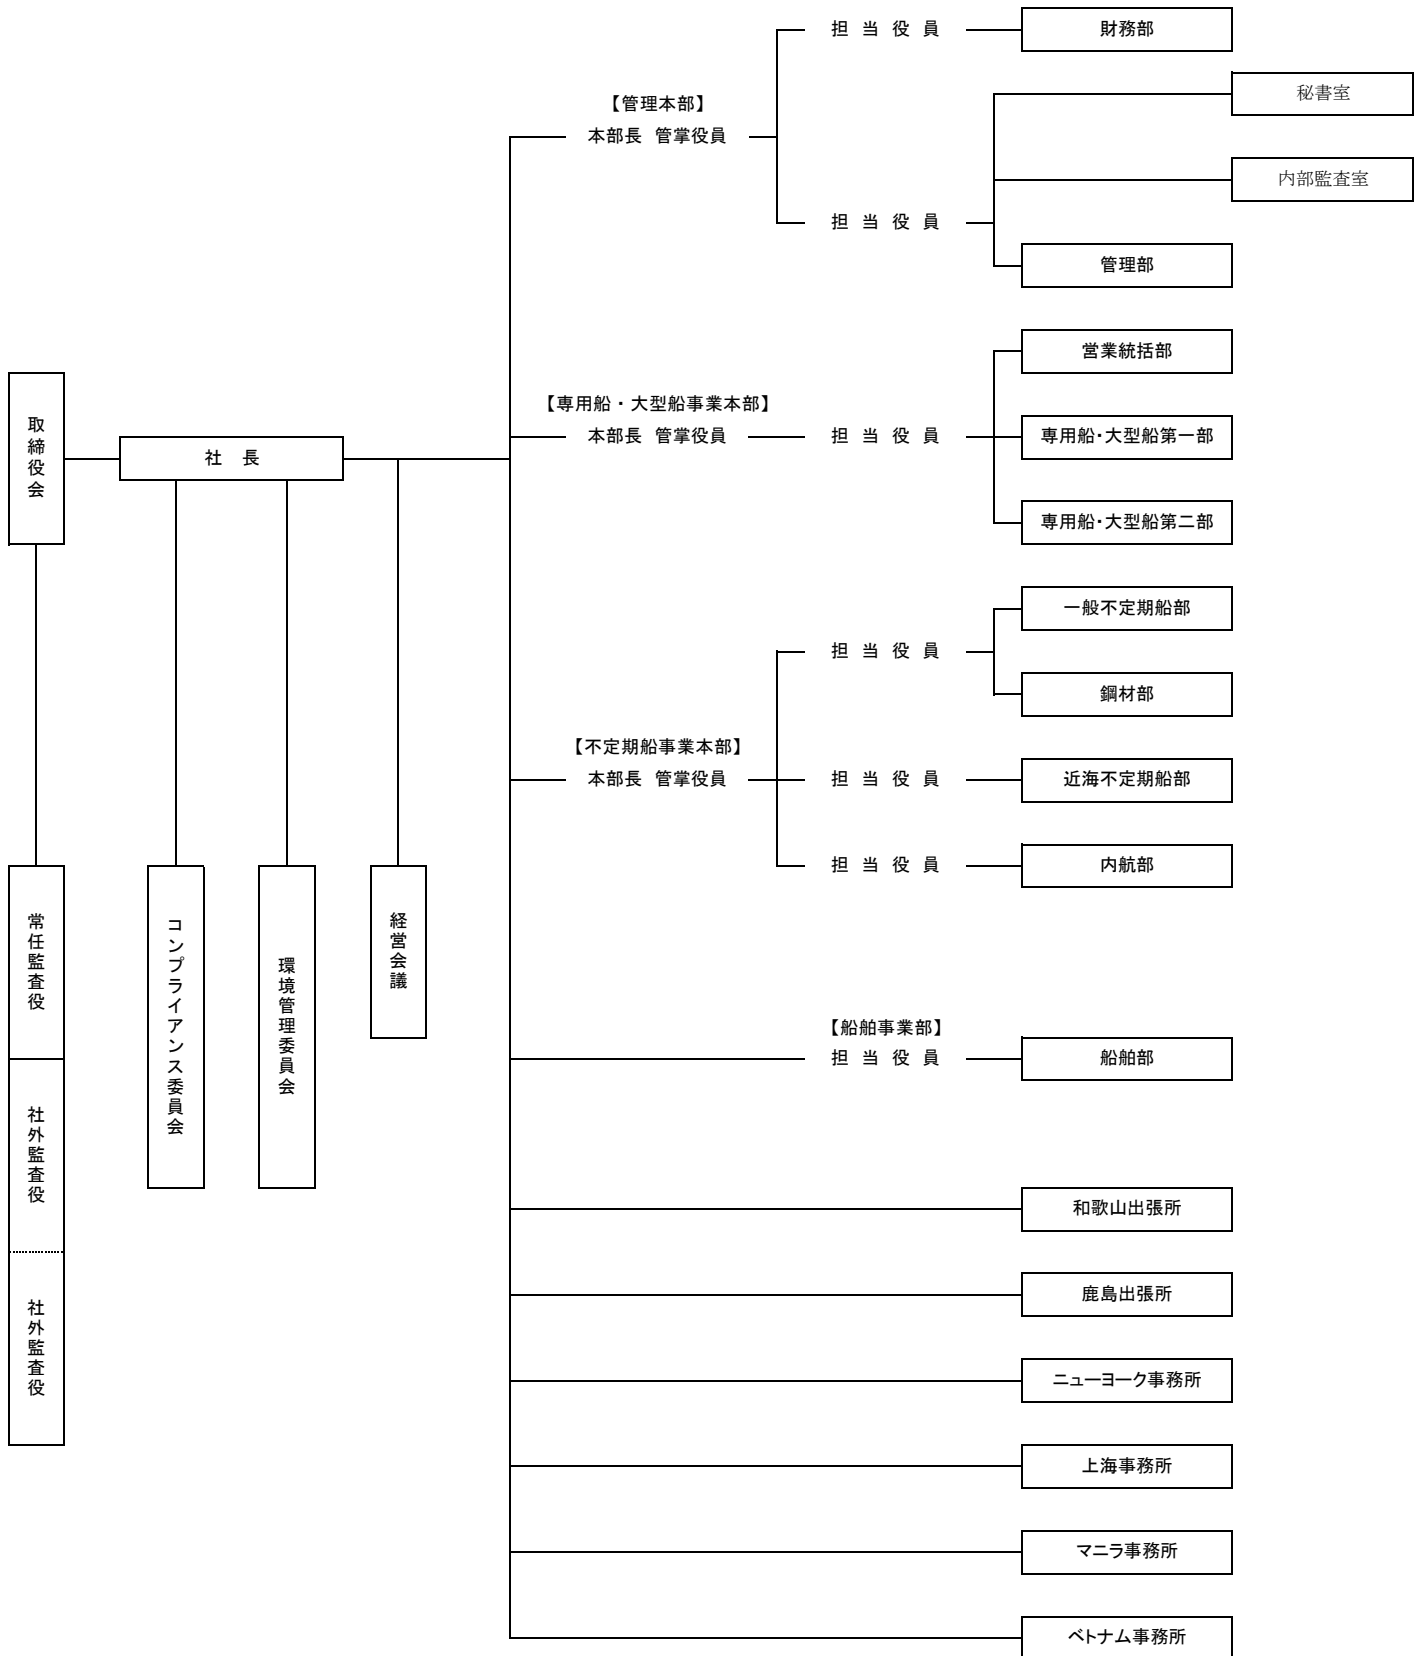 担 当 役 員
財務部
秘書室
【管理本部】
本部長 管掌役員
内部監査室
担 当 役 員
管理部
営業統括部
【専用船・大型船事業本部】
本部長 管掌役員
担 当 役 員
専用船・大型船第一部
専用船・大型船第二部
取締役会
社 長
一般不定期船部
担 当 役 員
鋼材部
【不定期船事業本部】
本部長 管掌役員
担 当 役 員
近海不定期船部
担 当 役 員
内航部
常任監査役
社外監査役
社外監査役
コンプライアンス委員会
環境管理委員会
経営会議
【船舶事業部】
担 当 役 員
船舶部
和歌山出張所
鹿島出張所
ニューヨーク事務所
上海事務所
マニラ事務所
ベトナム事務所